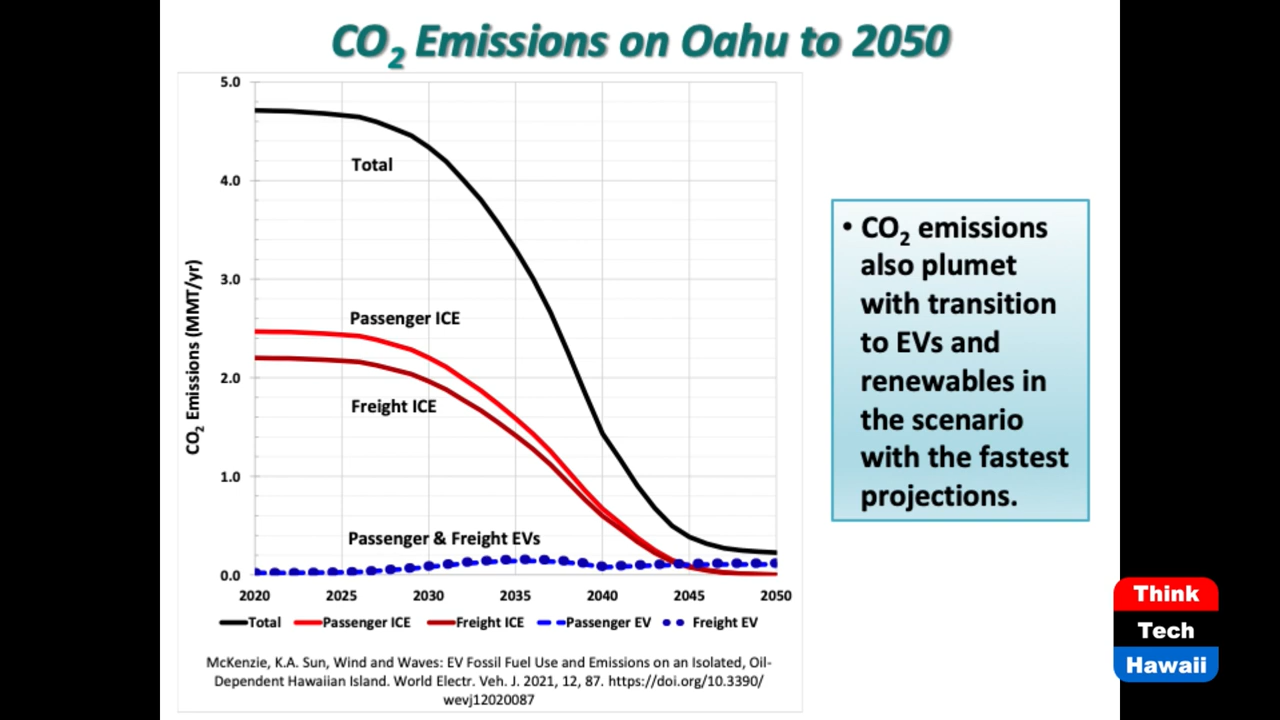 CO2 Emissions on Oahu to 2050
5.0
4.0
3.0
2.0
1.0
0.0
CO2 Emissions (MMT/yr)
Total
Passenger ICE
Freight ICE
Passenger & Freight EVs
2020 2025 2030 2035 2040 2045 2050
Total Passenger ICE Freight ICE Passenger EV Freight EV
McKenzie, K.A. Sun, Wind and Waves: EV Fossil Fuel Use and Emissions on an Isolated, Oil-
Dependent Hawaiian Island. World Electr. Veh. J. 2021, 12, 87. https://doi.org/10.3390/
wevj12020087
• CO2 emissions
also plumet
with transition
to EVs and
renewables in
the scenario
with the fastest
projections.
Think
Tech
Hawaii